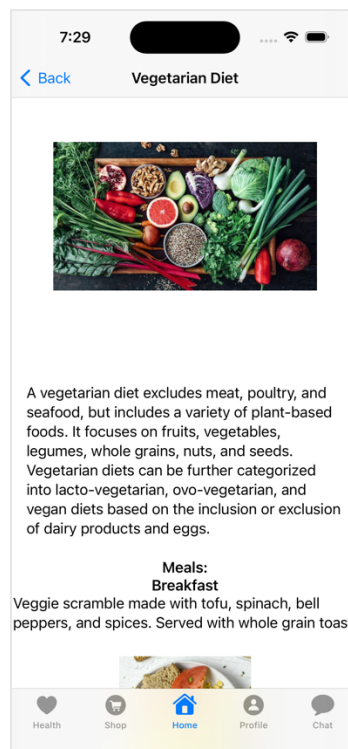 7:29
Back
Vegetarian Diet
A vegetarian diet excludes meat, poultry, and
seafood, but includes a variety of plant-based
foods. It focuses on fruits, vegetables,
legumes, whole grains, nuts, and seeds.
Vegetarian diets can be further categorized
into lacto-vegetarian, ovo-vegetarian, and
vegan diets based on the inclusion or exclusion
of dairy products and eggs.
Meals:
Breakfast
Veggie scramble made with tofu, spinach, bell
peppers, and spices. Served with whole grain toas
Health
Shop
Home
Profile
Chat